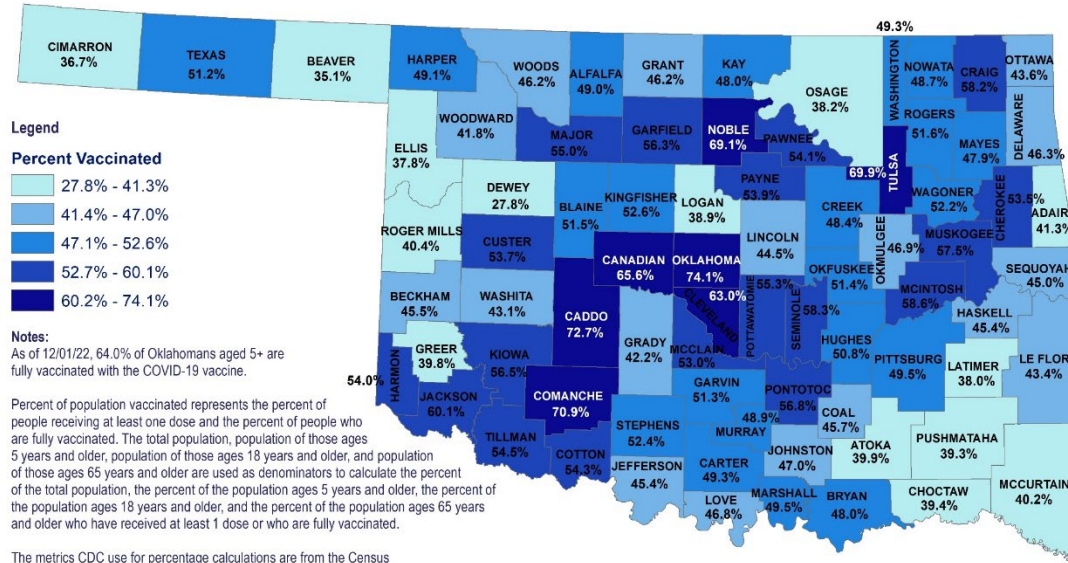 49.3%
CIMARRON
36.7%
TEXAS
51.2%
BEAVER
35.1%
HARPER
49.1%
WOODS
46.2%
ALFALFA
49.0%
GRANT
46.2%
KAY
48.0%
OSAGE
38.2%
WASHINGTON
NOWATA
48.7%
CRAIG
58.2%
OTTAWA
43.6%
WOODWARD
41.8%
MAJOR
55.0%
GARFIELD
56.3%
NOBLE
69.1%
PAWNEE
54.1%
ROGERS
51.6%
MAYES
47.9%
DELAWARE
46.3%
ELLIS
37.8%
DEWEY
27.8%
BLAINE
51.5%
KINGFISHER
52.6%
LOGAN
38.9%
PAYNE
53.9%
69.9%
TULSA
CREEK
48.4%
WAGONER
52.2%
CHEROKEE
53.5%
ADAIR
41.3%
ROGER MILLS
40.4%
CUSTER
53.7%
CANADIAN
65.6%
OKLAHOMA
74.1%
LINCOLN
44.5%
OKMULGEE
46.9%
MUSKOGEE
57.5%
SEQUOYAH
45.0%
OKFUSKEE
51.4%
MCINTOSH
58.6%
BECKHAM
45.5%
WASHITA
43.1%
CADDO
72.7%
63.0%
CLEVELAND
55.3%
POTTAWATOMIE
SEMINOLE
58.3%
HUGHES
50.8%
HASKELL
45.4%
PITTSBURG
49.5%
LATIMER
38.0%
LE FLOR
43.4%
GRADY
42.2%
MCCLAIN
53.0%
GREER
39.8%
KIOWA
56.5%
54.0%
HARMON
JACKSON
60.1%
COMANCHE
70.9%
GARVIN
51.3%
PONTOTOC
56.8%
COAL
45.7%
TILLMAN
54.5%
COTTON
54.3%
STEPHENS
52.4%
48.9%
MURRAY
JOHNSTON
47.0%
ATOKA
39.9%
PUSHMATAHA
39.3%
MCCURTAIN
40.2%
JEFFERSON
45.4%
CARTER
49.3%
LOVE
46.8%
MARSHALL
49.5%
BRYAN
48.0%
CHOCTAW
39.4%
Legend
Percent Vaccinated
27.8% - 41.3%
41.4% - 47.0%
47.1% - 52.6%
52.7% - 60.1%
60.2% - 74.1%
Notes:
As of 12/01/22, 64.0% of Oklahomans aged 5+ are
fully vaccinated with the COVID-19 vaccine.
Percent of population vaccinated represents the percent of
people receiving at least one dose and the percent of people who
are fully vaccinated. The total population, population of those ages
5 years and older, population of those ages 18 years and older, and population
of those ages 65 years and older are used as denominators to calculate the percent
of the total population, the percent of the population ages 5 years and older, the percent of
the population ages 18 years and older, and the percent of the population ages 65 years
and older who have received at least 1 dose or who are fully vaccinated.
The metrics CDC use for percentage calculations are from the Census